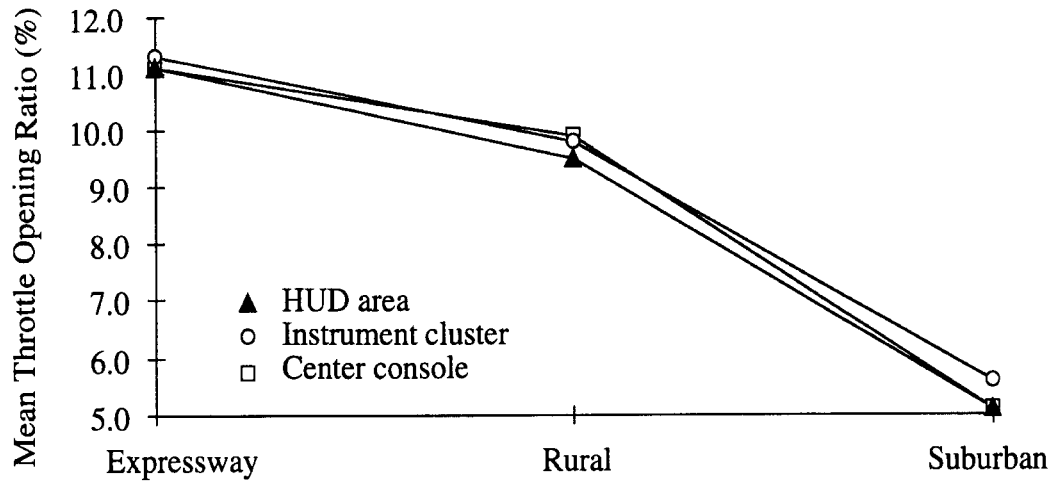 Mean Throttle Opening Ratio (%)
12.0
11.0
10.0
9.0
8.0
7.0
6.0
5.0
HUD area
Instrument cluster
Center console
Expressway
Rural
Suburban